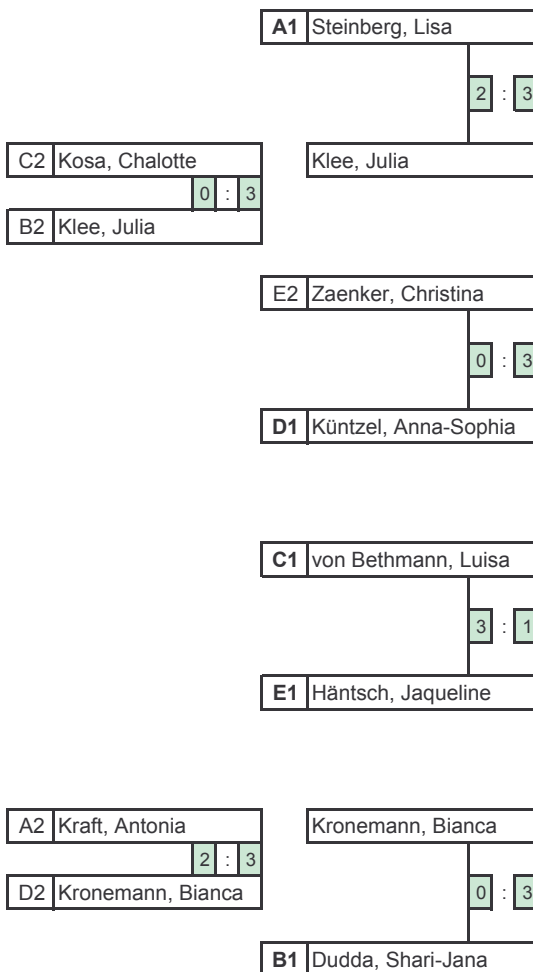 A1 Steinberg, Lisa
2 : 3
C2 Kosa, Chalotte
Klee, Julia
0 : 3
B2 Klee, Julia
E2 Zaenker, Christina
0 : 3
D1 Küntzel, Anna-Sophia
C1 von Bethmann, Luisa
3 : 1
E1 Häntsch, Jaqueline
A2 Kraft, Antonia
Kronemann, Bianca
2 : 3
D2 Kronemann, Bianca
0 : 3
B1 Dudda, Shari-Jana